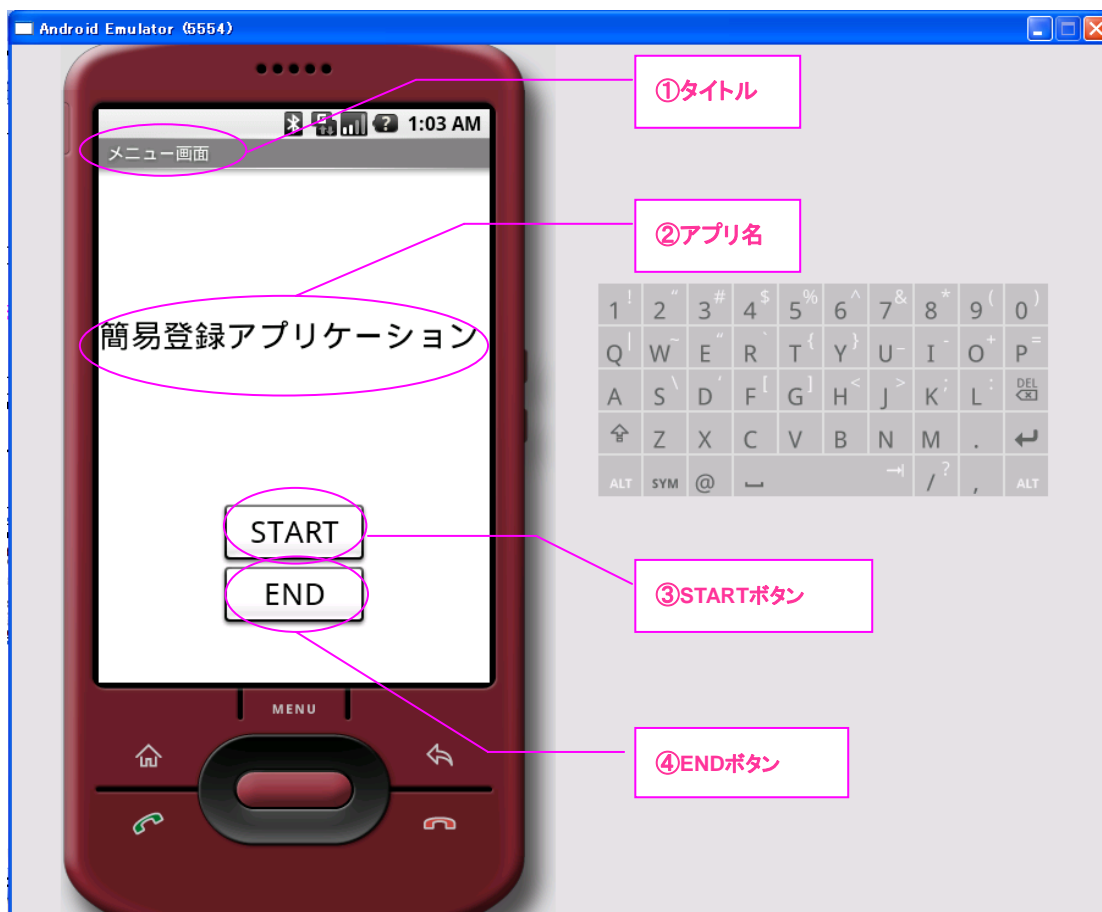 Android Emulator (5554)
①タイトル
1:03 AM
メニュー画面
②アプリ名
簡易登録アプリケーション
1 ! 2 “ 3 # 4 $ 5 % 6 ^ 7 & 8 * 9 ( 0 )
Q | W ~ E “ R ` T { Y } U - I - O + P =
A S \ D ‘ F [ G ] H < J > K ; L : DEL
Z X C V B N M .
ALT SYM @ / ? , ALT
START
END
③STARTボタン
MENU
④ENDボタン